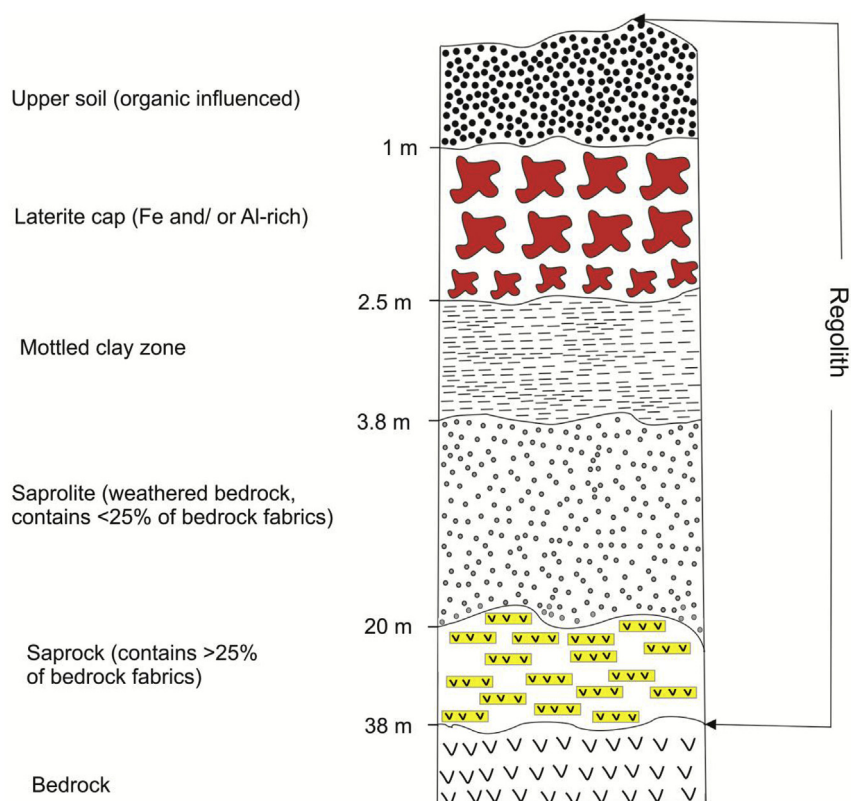 Upper soil (organic influenced)
1 m
Laterite cap (Fe and/ or Al-rich)
2.5 m
Mottled clay zone
3.8 m
Saprolite (weathered bedrock,
contains <25% of bedrock fabrics)
20 m
Saprock (contains >25%
of bedrock fabrics)
38 m
Bedrock
Regolith